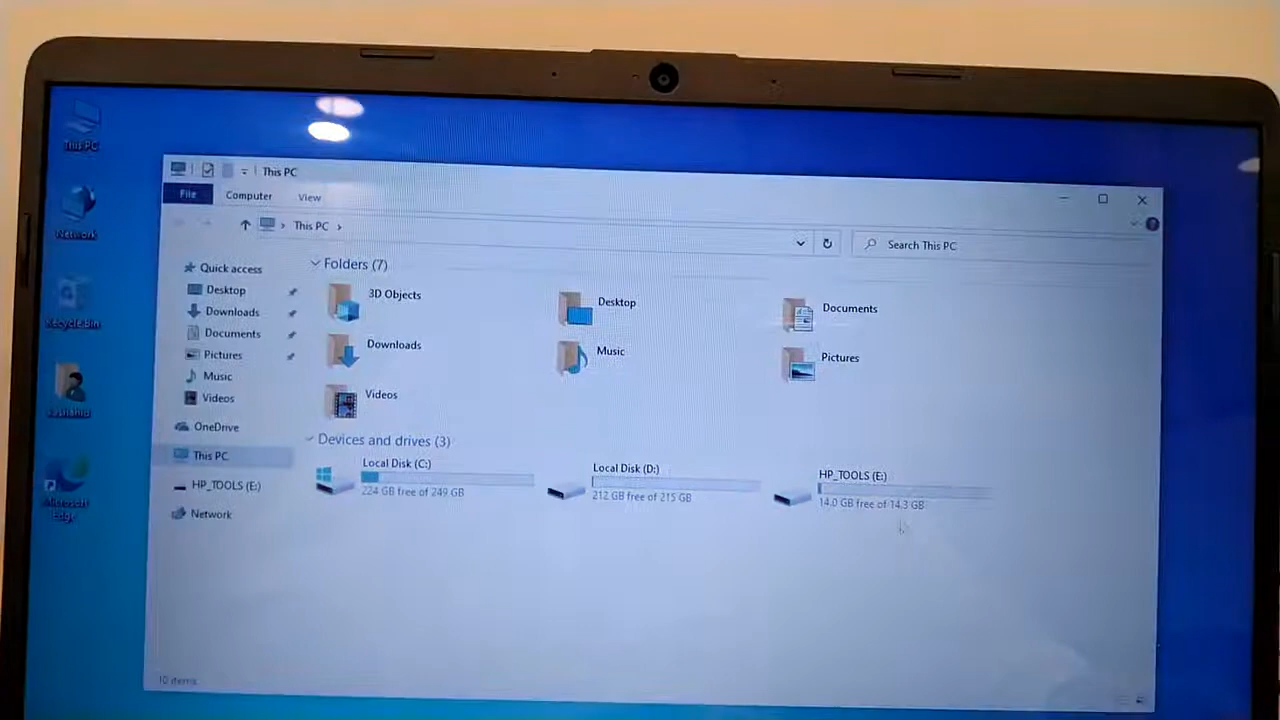 This PC
Network
Recycle Bin
Microsoft
Edge
This PC
File
Computer
View
This PC
Search This PC
Quick access
Desktop
Downloads
Documents
Pictures
Music
Videos
OneDrive
This PC
HP_TOOLS (E:)
Network
Folders (7)
3D Objects
Desktop
Documents
Downloads
Music
Pictures
Videos
Devices and drives (3)
Local Disk (C:)
224 GB free of 249 GB
Local Disk (D:)
212 GB free of 215 GB
HP_TOOLS (E:)
14.0 GB free of 14.3 GB
10 items